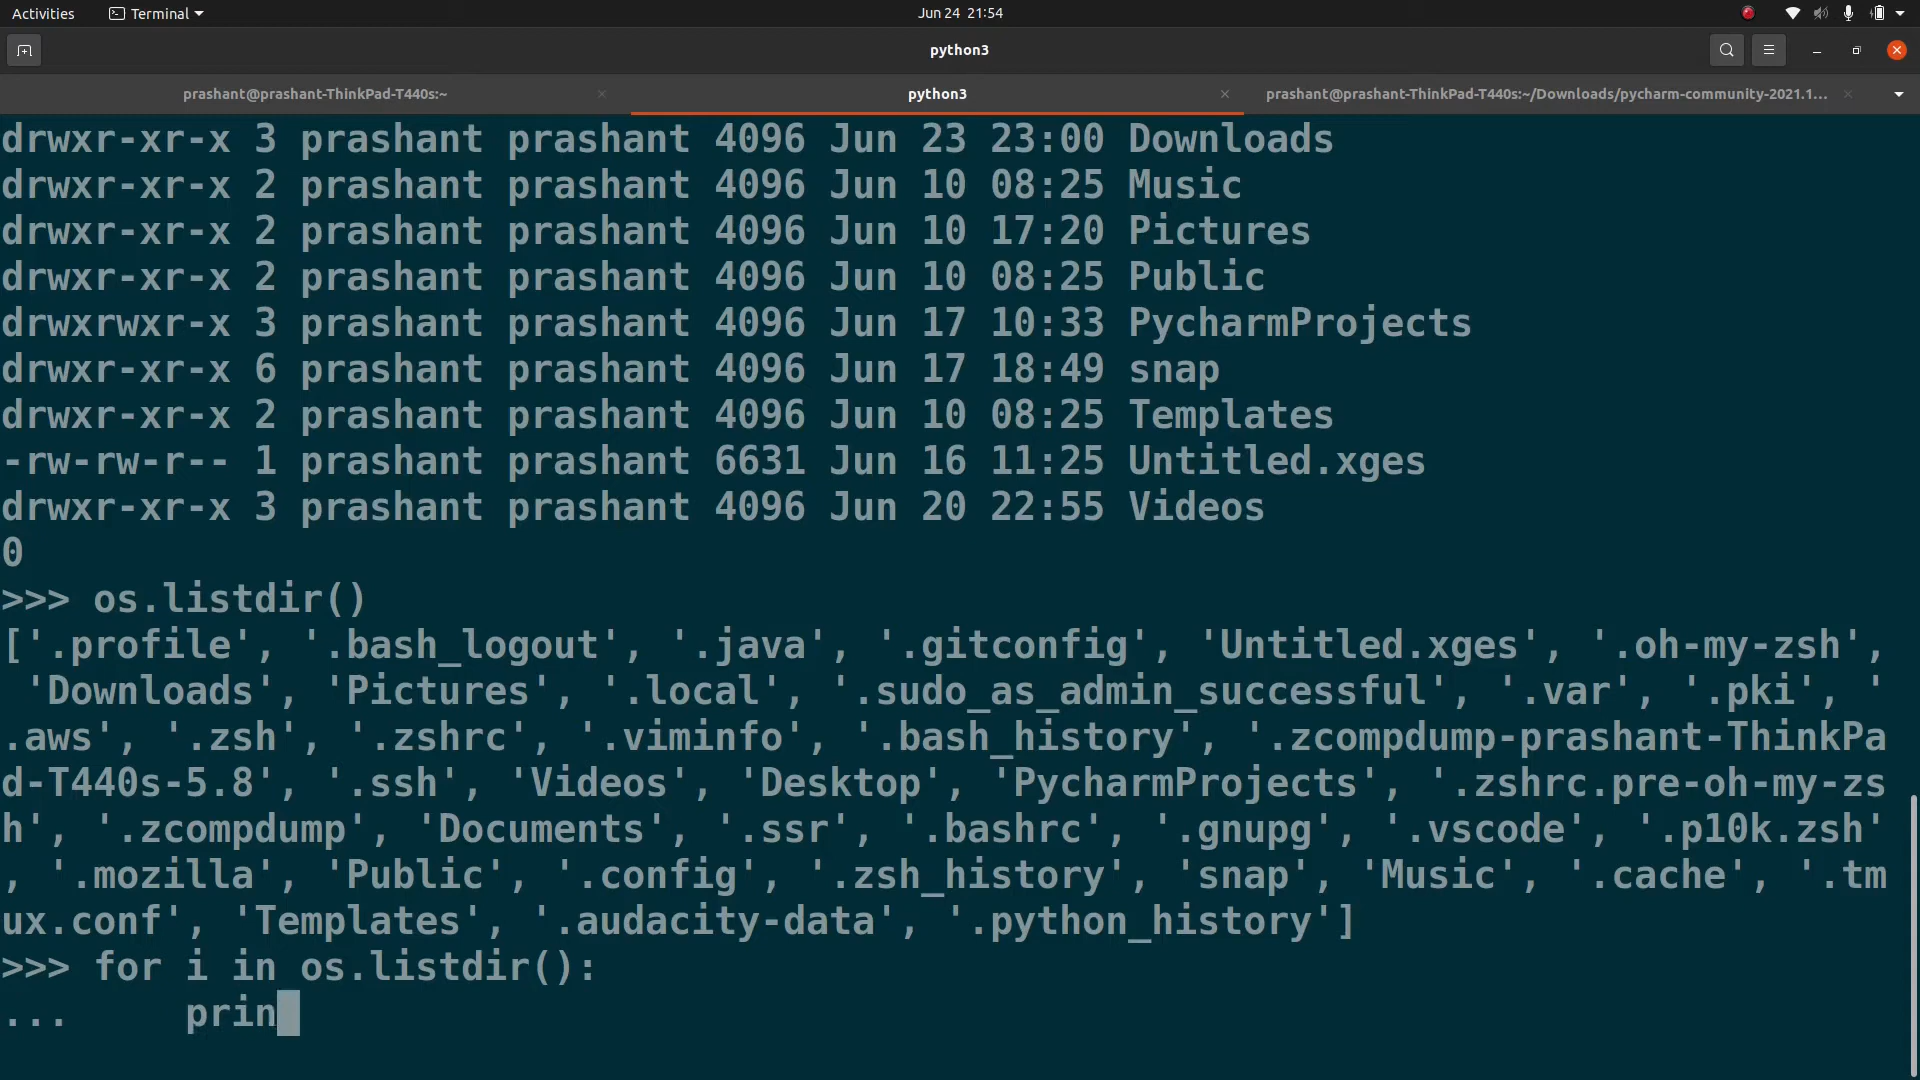 Activities Terminal Jun 24 21:54
python3
prashant@prashant-ThinkPad-T440s:~ python3 prashant@prashant-ThinkPad-T440s:~/Downloads/pycharm-community-2021.1...
drwxr-xr-x 3 prashant prashant 4096 Jun 23 23:00 Downloads
drwxr-xr-x 2 prashant prashant 4096 Jun 10 08:25 Music
drwxr-xr-x 2 prashant prashant 4096 Jun 10 17:20 Pictures
drwxr-xr-x 2 prashant prashant 4096 Jun 10 08:25 Public
drwxrwxr-x 3 prashant prashant 4096 Jun 17 10:33 PycharmProjects
drwxr-xr-x 6 prashant prashant 4096 Jun 17 18:49 snap
drwxr-xr-x 2 prashant prashant 4096 Jun 10 08:25 Templates
-rw-rw-r-- 1 prashant prashant 6631 Jun 16 11:25 Untitled.xges
drwxr-xr-x 3 prashant prashant 4096 Jun 20 22:55 Videos
0
>>> os.listdir()
['.profile', '.bash_logout', '.java', '.gitconfig', 'Untitled.xges', '.oh-my-zsh',
'Downloads', 'Pictures', '.local', '.sudo_as_admin_successful', '.var', '.pki', '
.aws', '.zsh', '.zshrc', '.viminfo', '.bash_history', '.zcompdump-prashant-ThinkPa
d-T440s-5.8', '.ssh', 'Videos', 'Desktop', 'PycharmProjects', '.zshrc.pre-oh-my-zs
h', '.zcompdump', 'Documents', '.ssr', '.bashrc', '.gnupg', '.vscode', '.p10k.zsh'
, '.mozilla', 'Public', '.config', '.zsh_history', 'snap', 'Music', '.cache', '.tm
ux.conf', 'Templates', '.audacity-data', '.python_history']
>>> for i in os.listdir():
... prin